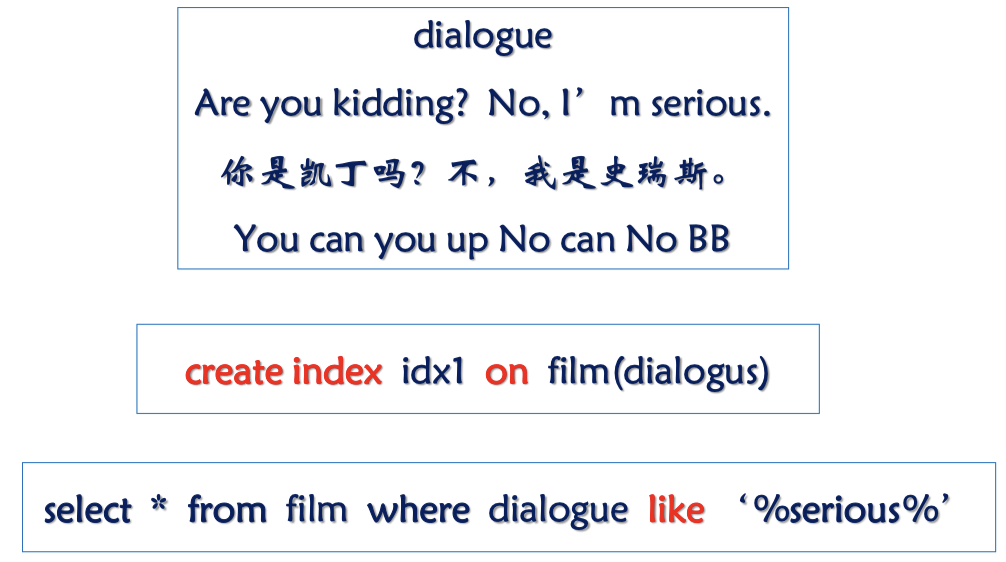 dialogue
Are you kidding? No, I’m serious.
你是凯丁吗？不，我是史瑞斯。
You can you up No can No BB
create index idx1 on film(dialogus)
select * from film where dialogue like ‘%serious%’